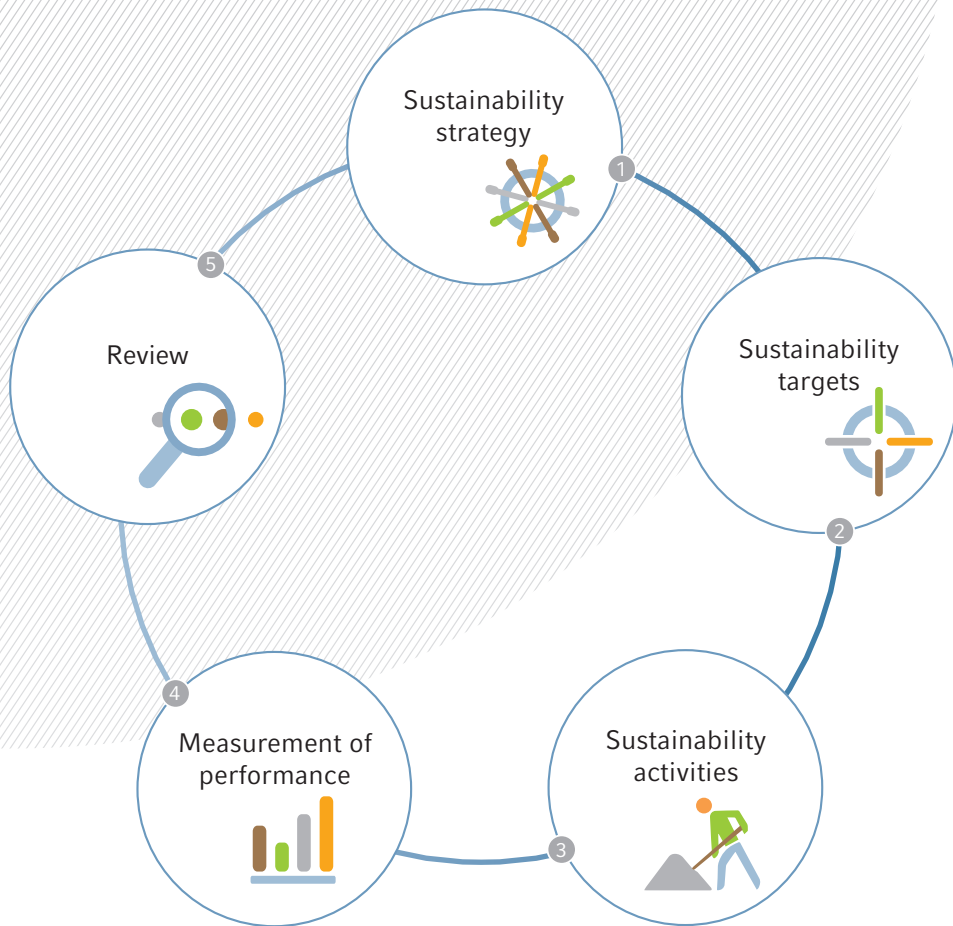 Sustainability
strategy
1
Sustainability
targets
2
Sustainability
activities
3
Measurement of
performance
4
Review
5